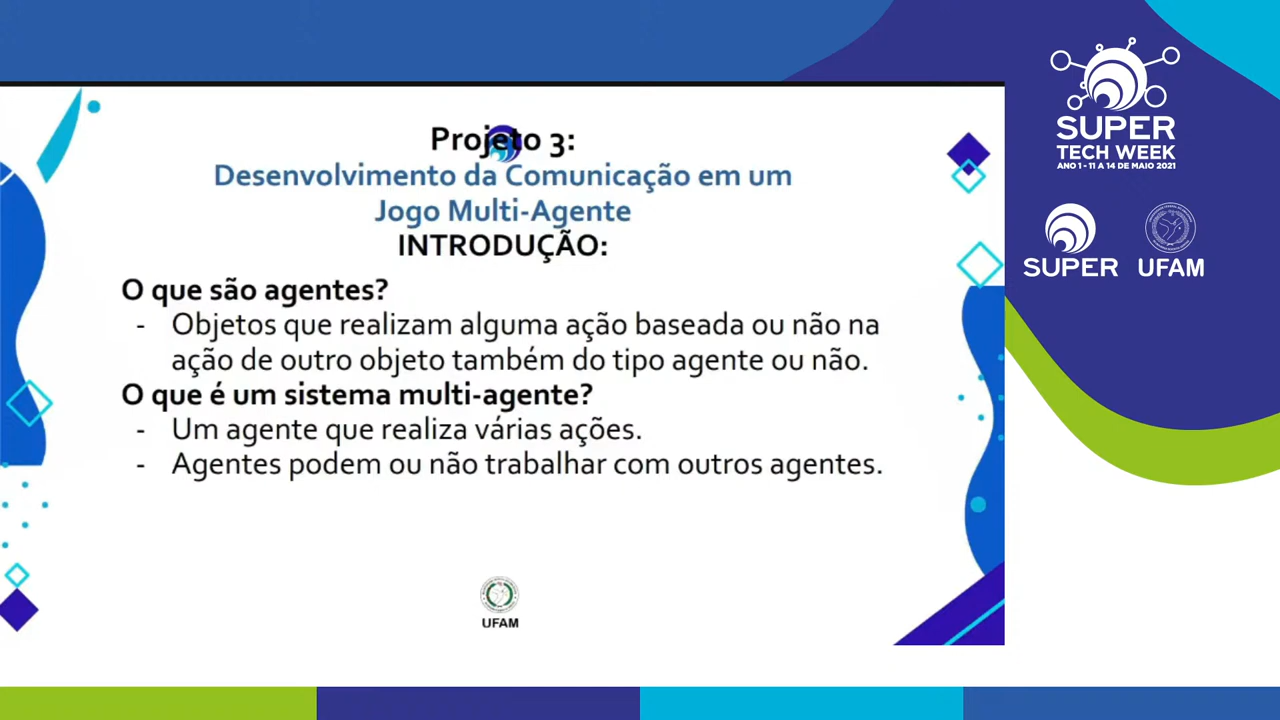 Projeto 3:
Desenvolvimento da Comunicação em um
Jogo Multi-Agente
INTRODUÇÃO:
O que são agentes?
- Objetos que realizam alguma ação baseada ou não na
ação de outro objeto também do tipo agente ou não.
O que é um sistema multi-agente?
- Um agente que realiza várias ações.
- Agentes podem ou não trabalhar com outros agentes.
UFAM
SUPER
TECH WEEK
ANO 1 - 11 A 14 DE MAIO 2021
SUPER
UFAM